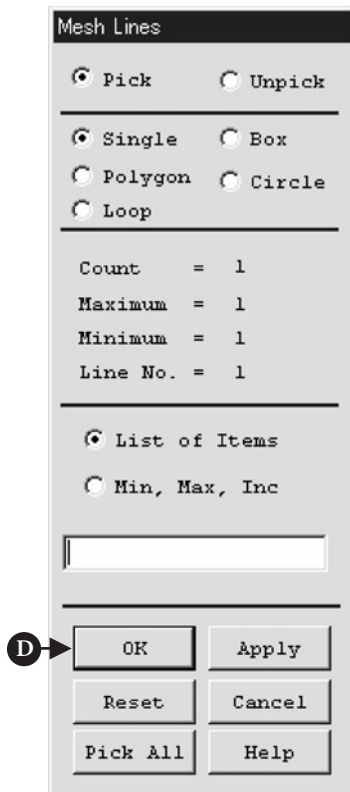 Mesh Lines
Pick Unpick
Single Box
Polygon Circle
Loop
Count = 1
Maximum = 1
Minimum = 1
Line No. = 1
List of Items
Min, Max, Inc
D OK Apply
Reset Cancel
Pick All Help